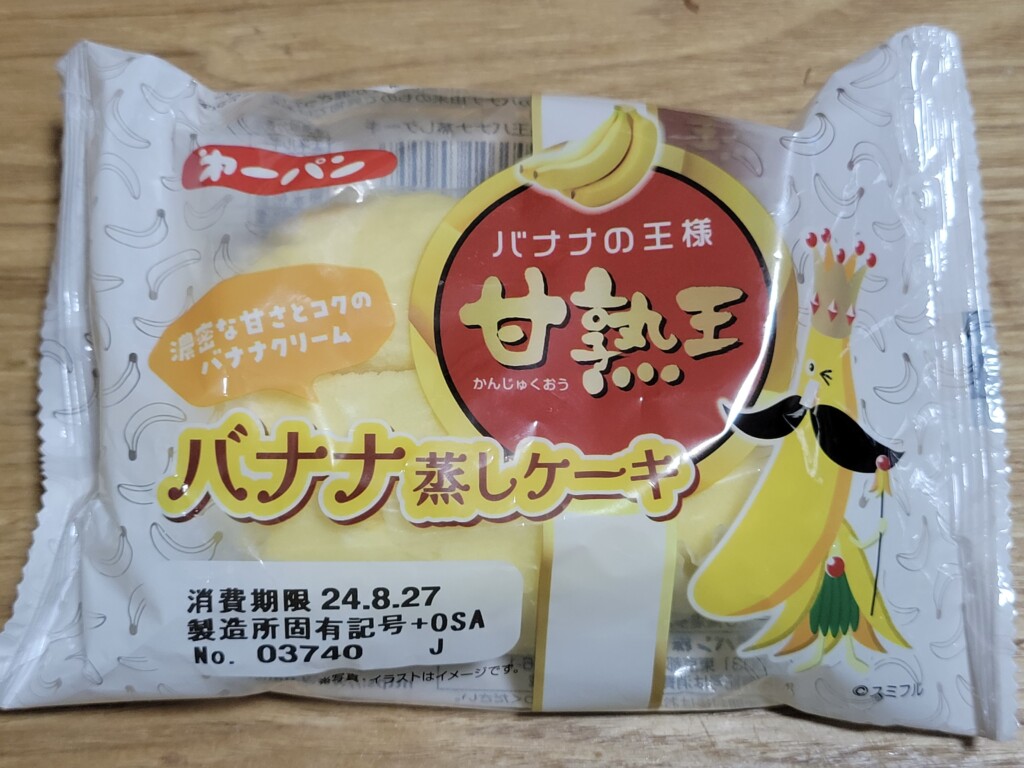 第一パン
バナナの王様
甘熟王
かんじゅくおう
濃密な甘さとコクの
バナナクリーム
バナナ蒸しケーキ
消費期限 24.8.27
製造所固有記号+OSA
No. 03740 J
※写真・イラストはイメージです。
©スミフル